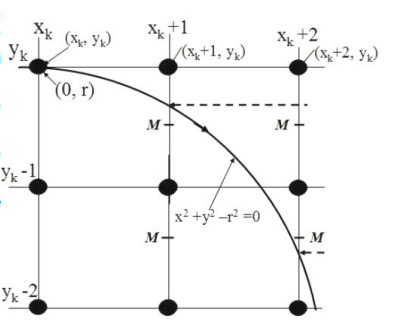 xₖ xₖ+1 xₖ+2
yₖ (xₖ, yₖ) (xₖ+1, yₖ) (xₖ+2, yₖ)
(0, r)
M M
yₖ-1
x² +y² –r² =0
M M
yₖ-2